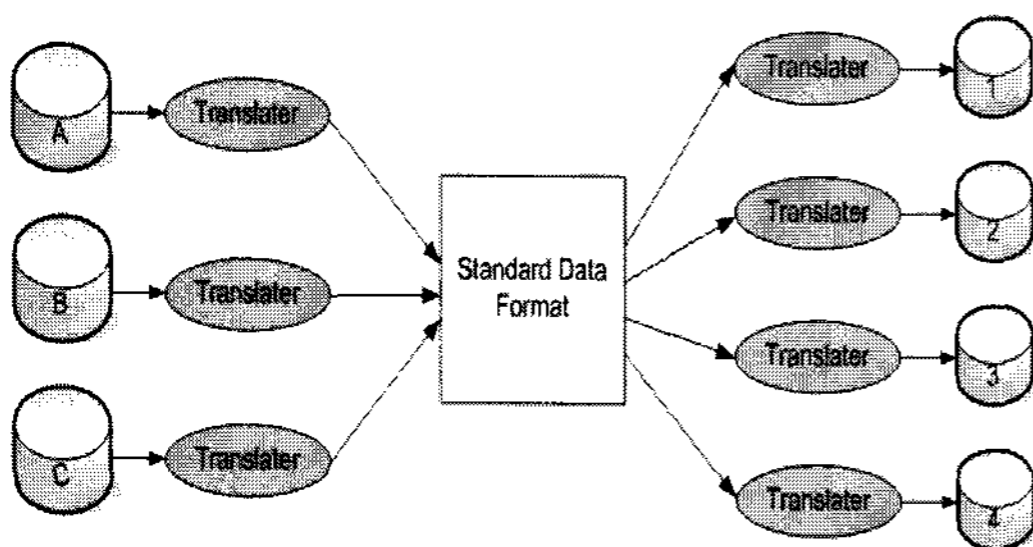 A
Translater
B
Translater
C
Translater
Standard Data
Format
Translater
1
Translater
2
Translater
3
Translater
4